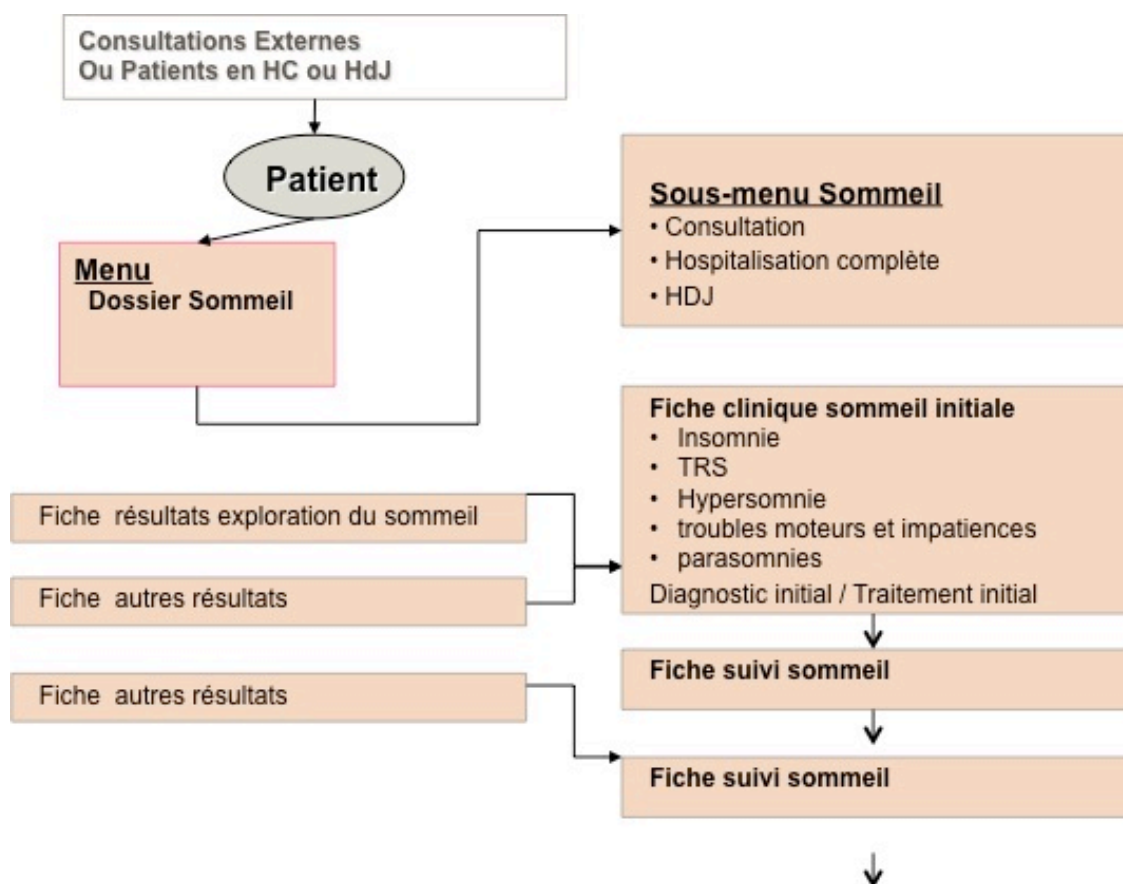 Consultations Externes
Ou Patients en HC ou HdJ
Patient
Menu
Dossier Sommeil
Sous-menu Sommeil
• Consultation
• Hospitalisation complète
• HDJ
Fiche clinique sommeil initiale
• Insomnie
• TRS
• Hypersomnie
• troubles moteurs et impatiences
• parasomnies
Diagnostic initial / Traitement initial
Fiche résultats exploration du sommeil
Fiche autres résultats
Fiche autres résultats
Fiche suivi sommeil
Fiche suivi sommeil